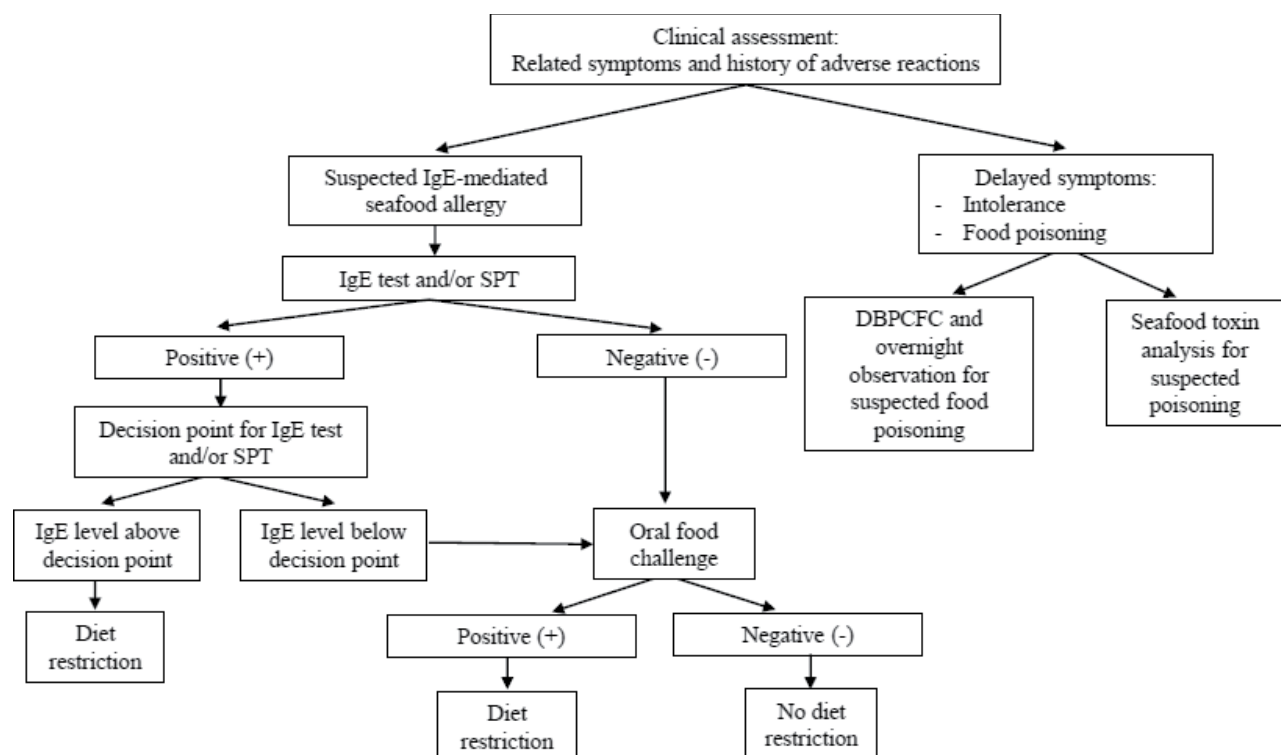 Clinical assessment:
Related symptoms and history of adverse reactions
Suspected IgE-mediated
seafood allergy
Delayed symptoms:
- Intolerance
- Food poisoning
IgE test and/or SPT
DBPCFC and
overnight
observation for
suspected food
poisoning
Seafood toxin
analysis for
suspected
poisoning
Positive (+)
Negative (-)
Decision point for IgE test
and/or SPT
IgE level above
decision point
IgE level below
decision point
Oral food
challenge
Diet
restriction
Positive (+)
Negative (-)
Diet
restriction
No diet
restriction